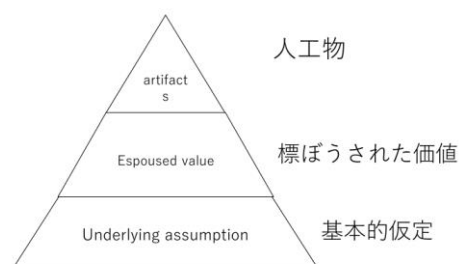 人工物
artifact
s
Espoused value
標ぼうされた価値
Underlying assumption
基本的仮定